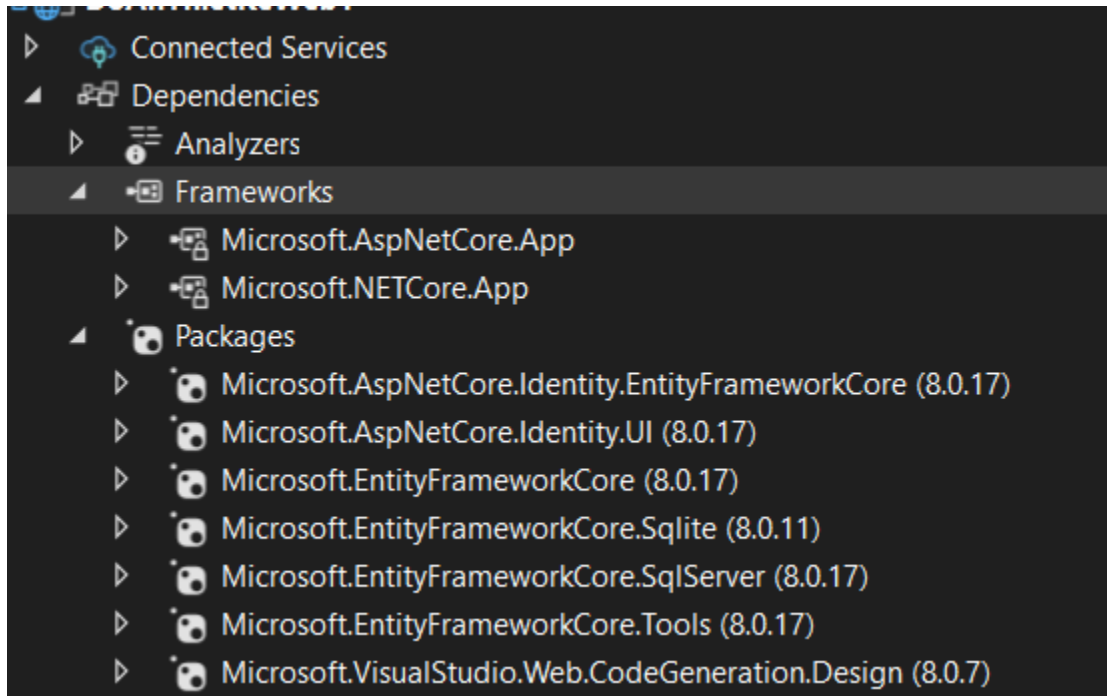 Connected Services
Dependencies
Analyzers
Frameworks
Microsoft.AspNetCore.App
Microsoft.NETCore.App
Packages
Microsoft.AspNetCore.Identity.EntityFrameworkCore (8.0.17)
Microsoft.AspNetCore.Identity.UI (8.0.17)
Microsoft.EntityFrameworkCore (8.0.17)
Microsoft.EntityFrameworkCore.Sqlite (8.0.11)
Microsoft.EntityFrameworkCore.SqlServer (8.0.17)
Microsoft.EntityFrameworkCore.Tools (8.0.17)
Microsoft.VisualStudio.Web.CodeGeneration.Design (8.0.7)